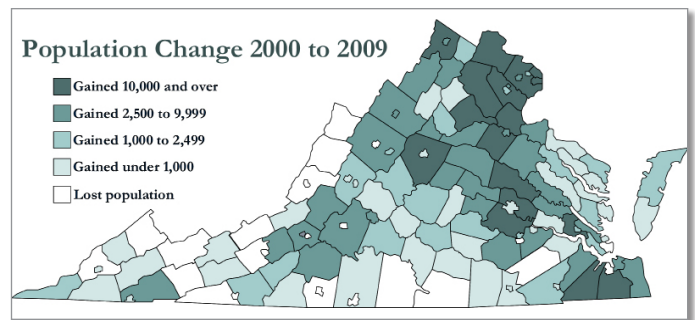 Population Change 2000 to 2009
Gained 10,000 and over
Gained 2,500 to 9,999
Gained 1,000 to 2,499
Gained under 1,000
Lost population